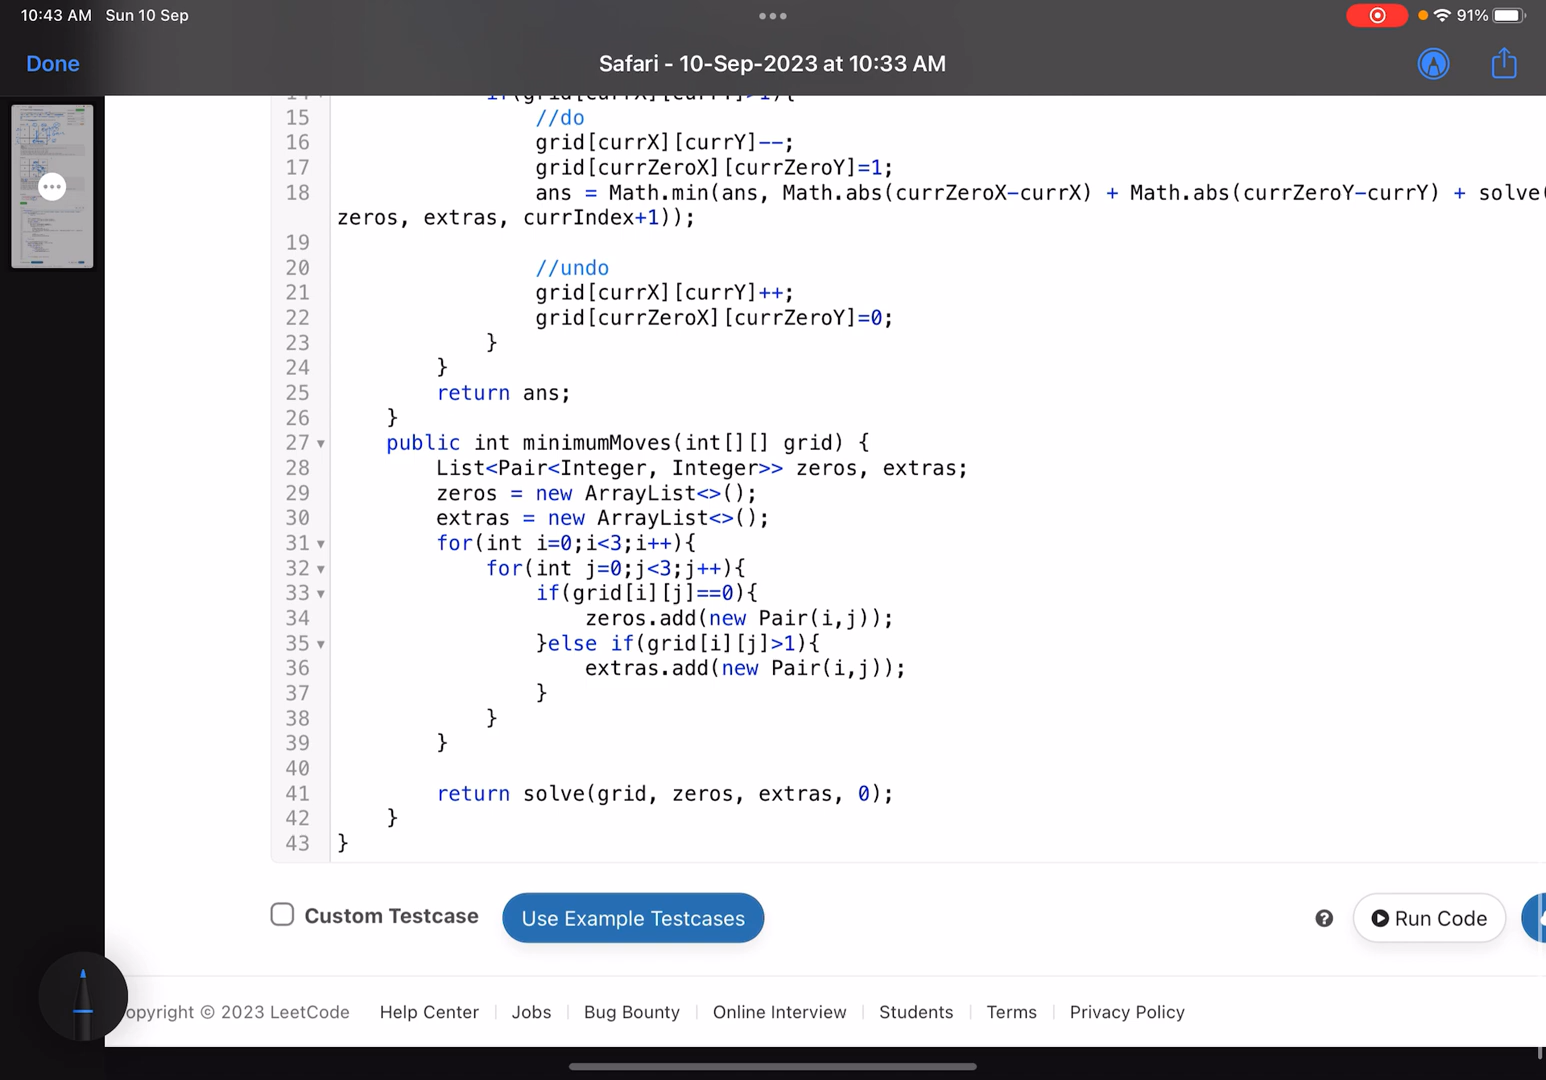 10:43 AM Sun 10 Sep
91%
Done
Safari - 10-Sep-2023 at 10:33 AM
15 //do
16 grid[currX][currY]--;
17 grid[currZeroX][currZeroY]=1;
18 ans = Math.min(ans, Math.abs(currZeroX-currX) + Math.abs(currZeroY-currY) + solve(
zeros, extras, currIndex+1));
19
20 //undo
21 grid[currX][currY]++;
22 grid[currZeroX][currZeroY]=0;
23 }
24 }
25 return ans;
26 }
27 public int minimumMoves(int[][] grid) {
28 List<Pair<Integer, Integer>> zeros, extras;
29 zeros = new ArrayList<>();
30 extras = new ArrayList<>();
31 for(int i=0;i<3;i++){
32 for(int j=0;j<3;j++){
33 if(grid[i][j]==0){
34 zeros.add(new Pair(i,j));
35 }else if(grid[i][j]>1){
36 extras.add(new Pair(i,j));
37 }
38 }
39 }
40
41 return solve(grid, zeros, extras, 0);
42 }
43 }
Custom Testcase Use Example Testcases ? Run Code
opyright © 2023 LeetCode Help Center Jobs Bug Bounty Online Interview Students Terms Privacy Policy